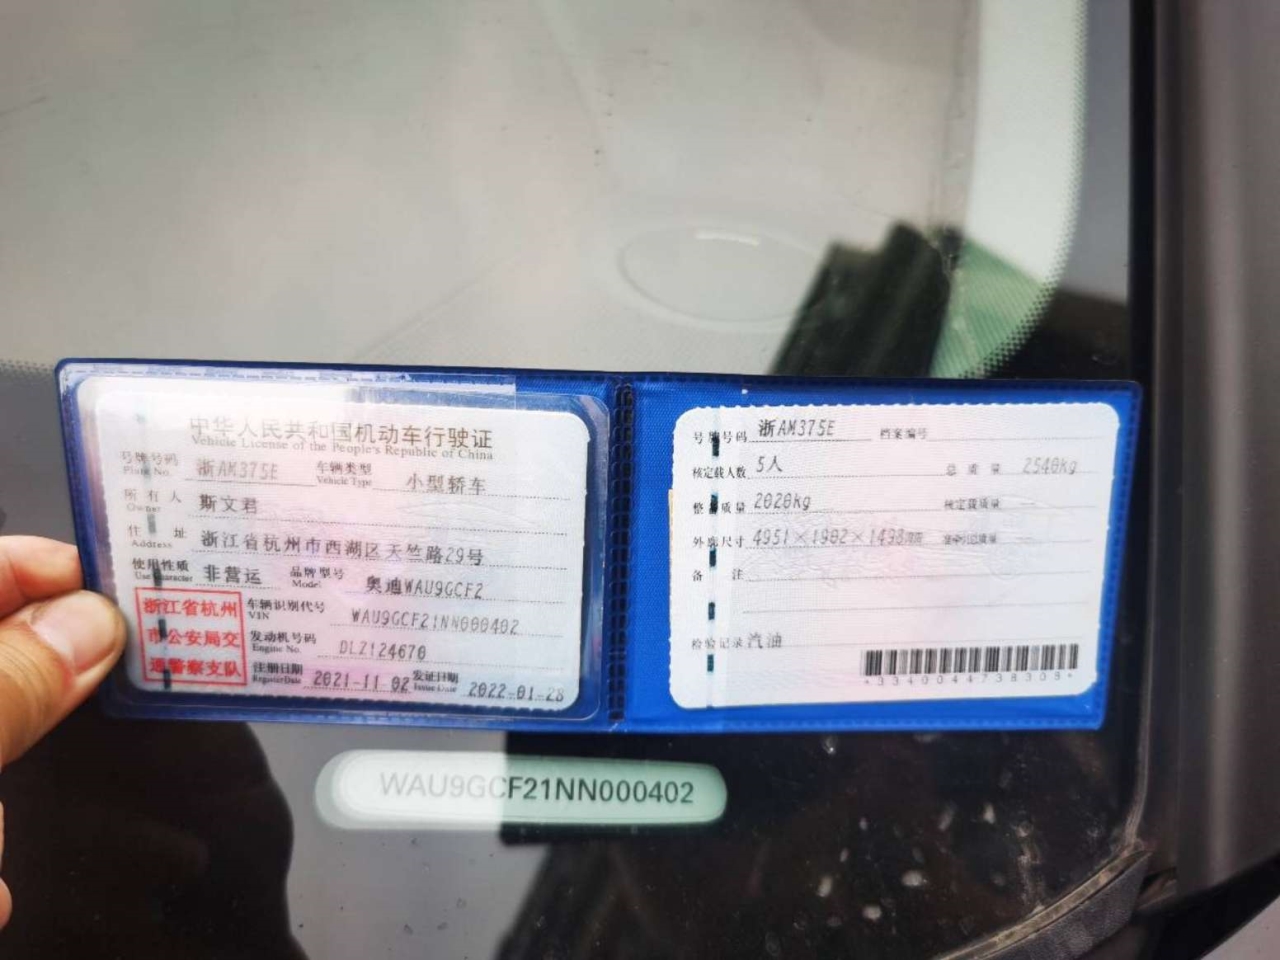 中华人民共和国机动车行驶证
Vehicle License of the People's Republic of China
号牌号码 浙AM375E 车辆类型 小型轿车
Plate No. Vehicle Type
所有人 斯文君
Owner
住址 浙江省杭州市西湖区天竺路29号
Address
使用性质 非营运 品牌型号 奥迪WAU9GCF2
Use Character Model
浙江省杭州
市公安局交
通警察支队
车辆识别代号 WAU9GCF21NN000402
VIN
发动机号码 DLZ124670
Engine No.
注册日期 2021-11-02 发证日期 2022-01-28
Register Date Issue Date
号牌号码 浙AM375E 档案编号
核定载人数 5人 总质量 2540kg
整备质量 2020kg 核定载质量
外廓尺寸 4951×1902×1498mm 准牵引总质量
备注
检验记录 汽油
*3340044738308*
WAU9GCF21NN000402